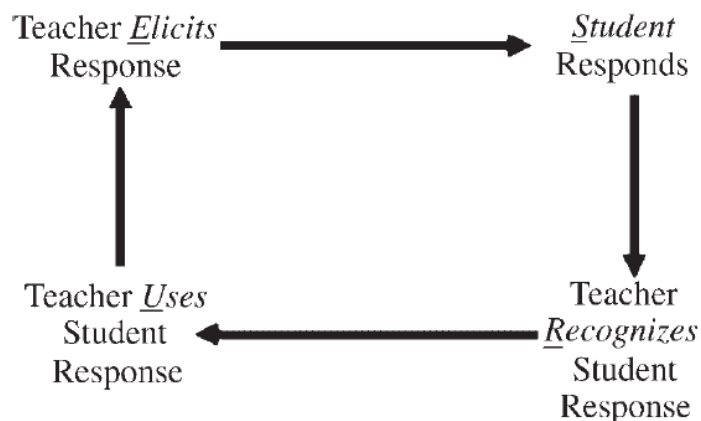 Teacher Elicits
Response
Student
Responds
Teacher
Recognizes
Student
Response
Teacher Uses
Student
Response